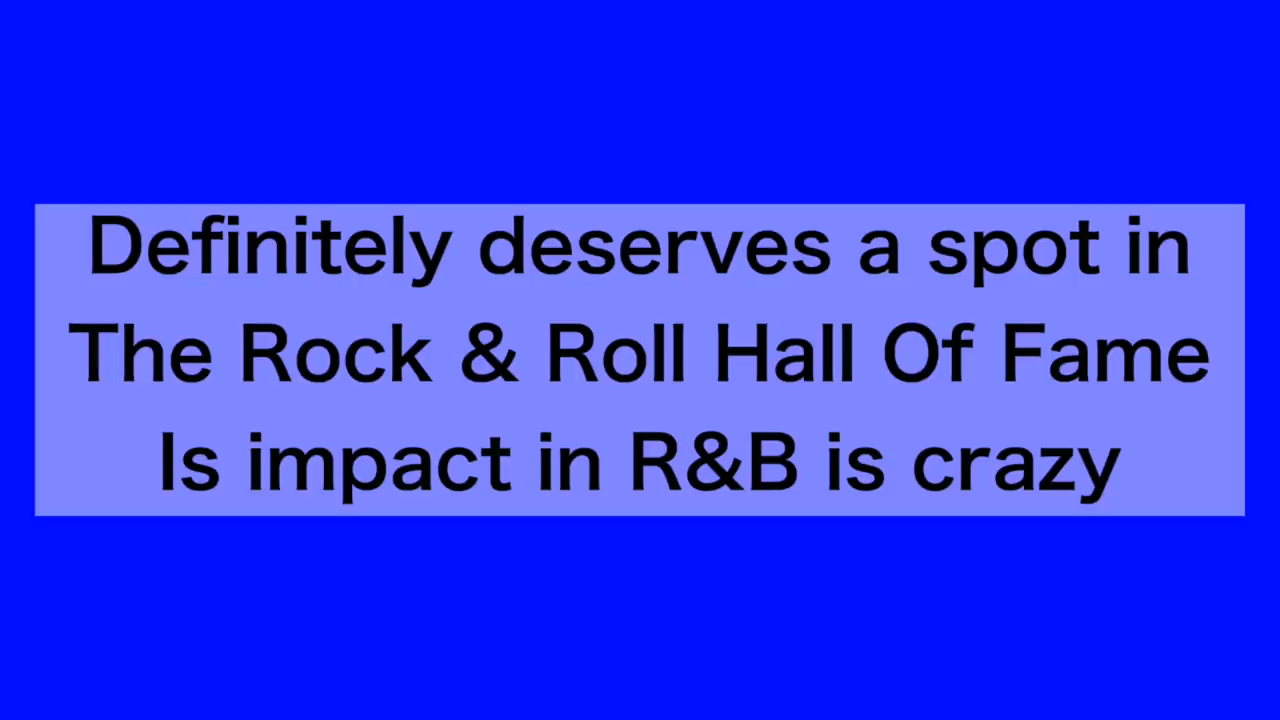 Definitely deserves a spot in
The Rock & Roll Hall Of Fame
Is impact in R&B is crazy